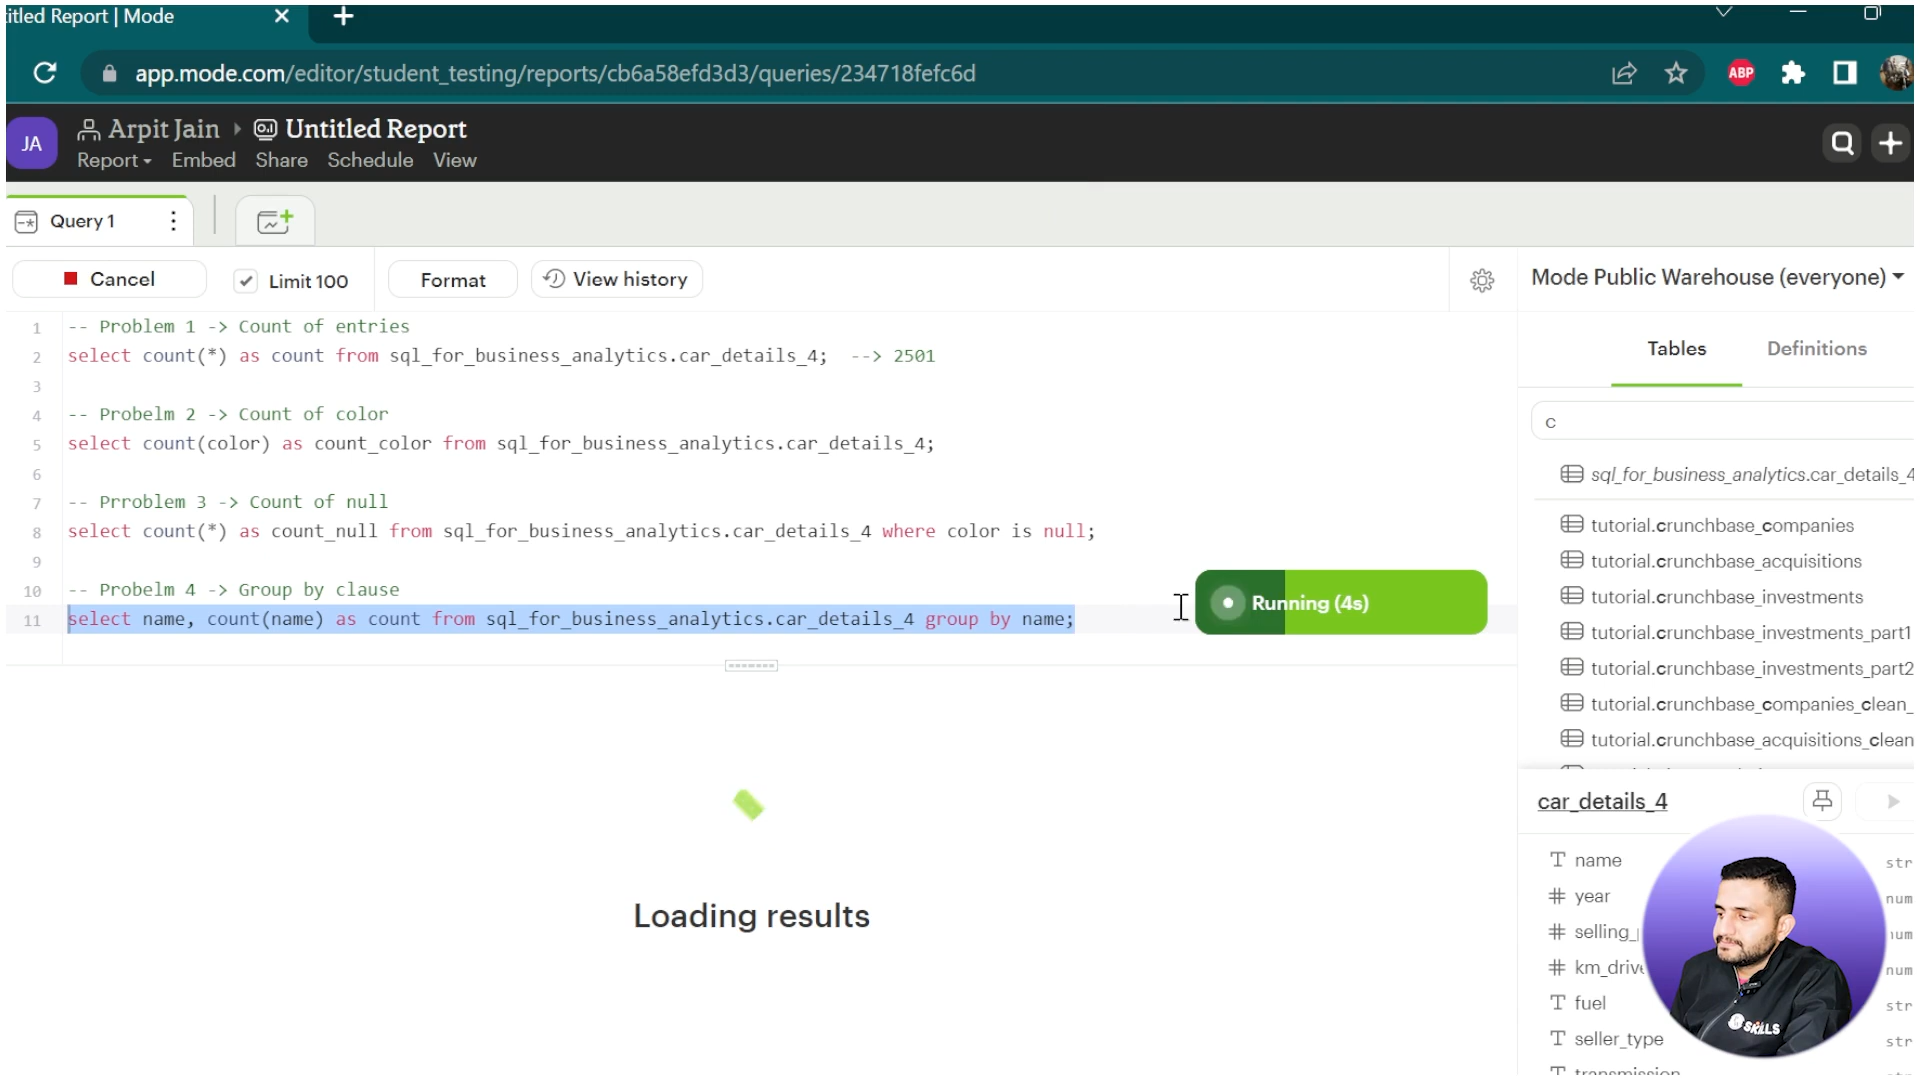 itled Report | Mode
app.mode.com/editor/student_testing/reports/cb6a58efd3d3/queries/234718fefc6d
ABP
JA
Arpit Jain
Untitled Report
Report Embed Share Schedule View
Query 1
Cancel
Limit 100
Format
View history
Mode Public Warehouse (everyone)
1 -- Problem 1 -> Count of entries
2 select count(*) as count from sql_for_business_analytics.car_details_4; --> 2501
3
4 -- Probelm 2 -> Count of color
5 select count(color) as count_color from sql_for_business_analytics.car_details_4;
6
7 -- Prroblem 3 -> Count of null
8 select count(*) as count_null from sql_for_business_analytics.car_details_4 where color is null;
9
10 -- Probelm 4 -> Group by clause
11 select name, count(name) as count from sql_for_business_analytics.car_details_4 group by name;
Running (4s)
Loading results
Tables Definitions
c
sql_for_business_analytics.car_details_4
tutorial.crunchbase_companies
tutorial.crunchbase_acquisitions
tutorial.crunchbase_investments
tutorial.crunchbase_investments_part1
tutorial.crunchbase_investments_part2
tutorial.crunchbase_companies_clean_
tutorial.crunchbase_acquisitions_clean
car_details_4
name str
year num
selling_ num
km_drive num
fuel str
seller_type str
transmission
SKILLS